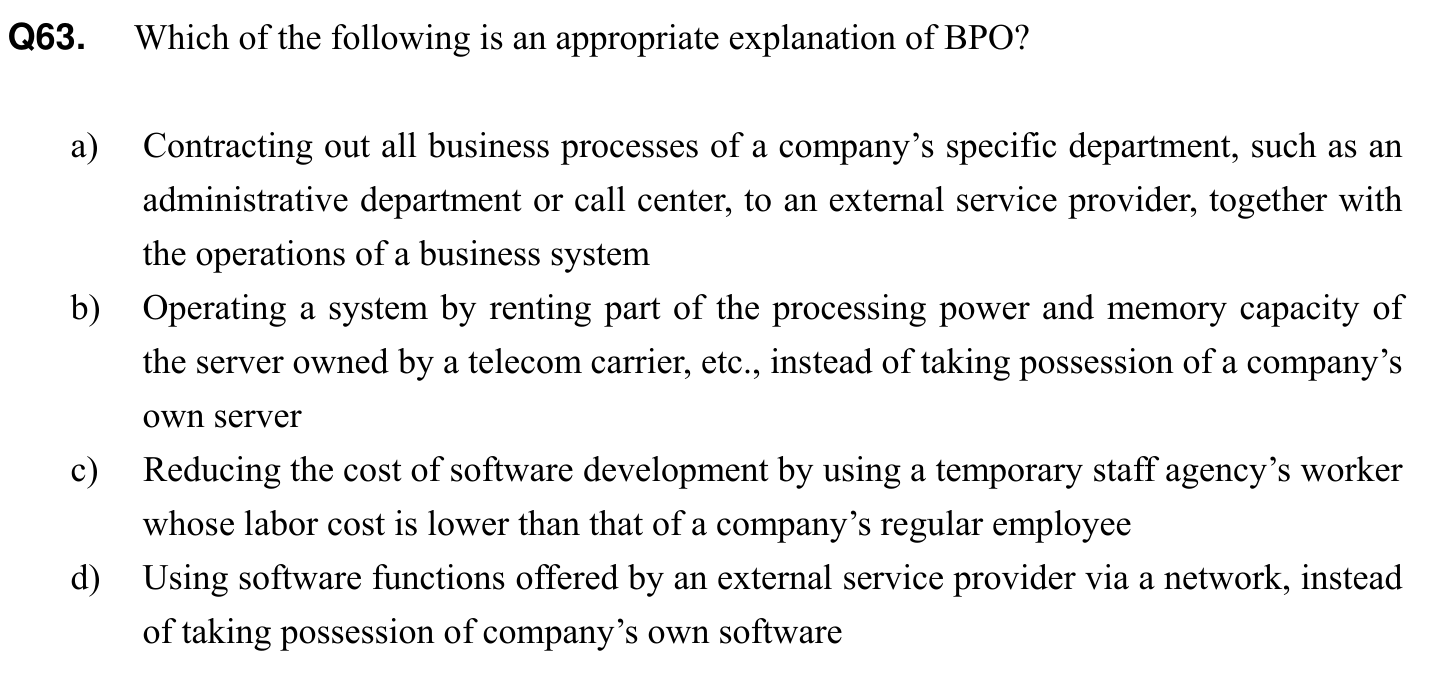 Q63. Which of the following is an appropriate explanation of BPO?
a) Contracting out all business processes of a company’s specific department, such as an
administrative department or call center, to an external service provider, together with
the operations of a business system
b) Operating a system by renting part of the processing power and memory capacity of
the server owned by a telecom carrier, etc., instead of taking possession of a company’s
own server
c) Reducing the cost of software development by using a temporary staff agency’s worker
whose labor cost is lower than that of a company’s regular employee
d) Using software functions offered by an external service provider via a network, instead
of taking possession of company’s own software